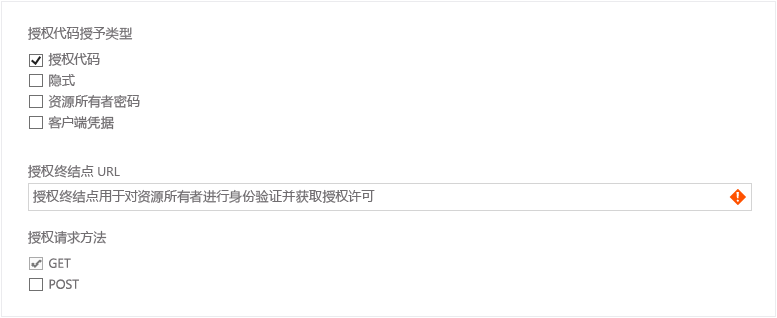 授权代码授予类型
授权代码
隐式
资源所有者密码
客户端凭据
授权终结点 URL
授权终结点用于对资源所有者进行身份验证并获取授权许可
授权请求方法
GET
POST